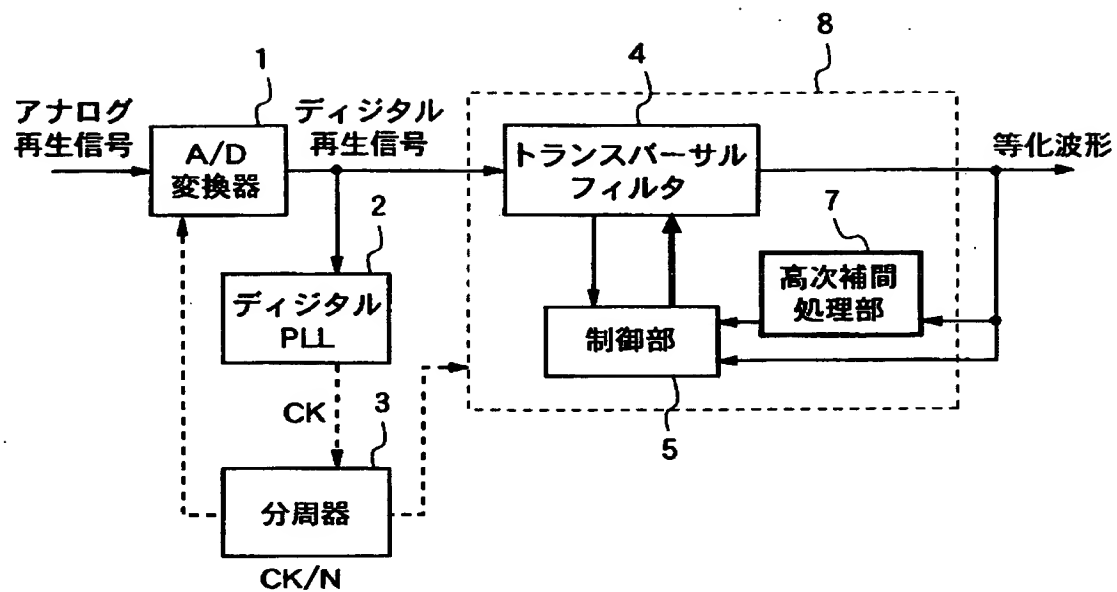 8
1
4
アナログ
再生信号
ディジタル
再生信号
A/D
変換器
トランスバーサル
フィルタ
等化波形
2
7
ディジタル
PLL
高次補間
処理部
制御部
CK
3
5
分周器
CK/N